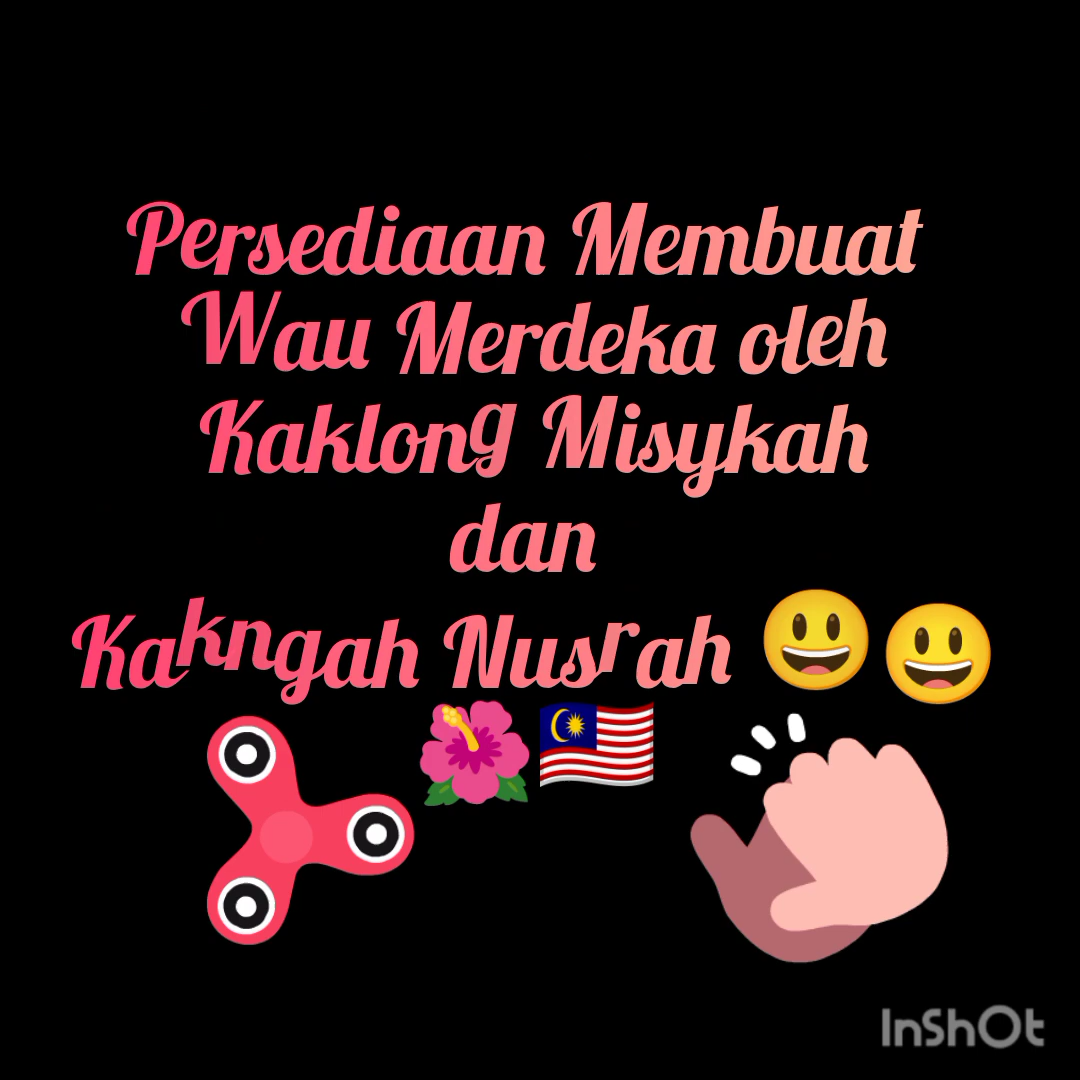 Persediaan Membuat
Wau Merdeka oleh
Kaklong Misykah
dan
Kakngah Nusrah 😃😃
🌺🇲🇾
InShOt